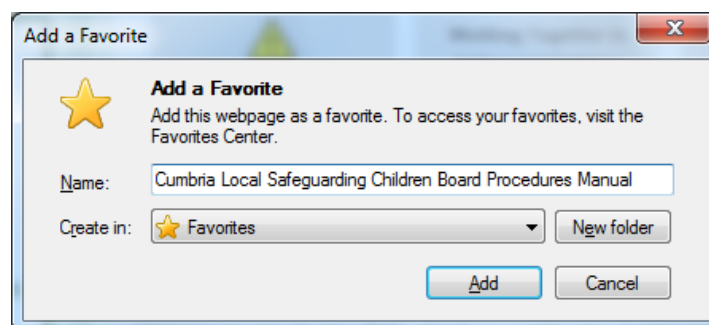 Add a Favorite
Add a Favorite
Add this webpage as a favorite. To access your favorites, visit the
Favorites Center.
Name: Cumbria Local Safeguarding Children Board Procedures Manual
Create in: Favorites New folder
Add Cancel